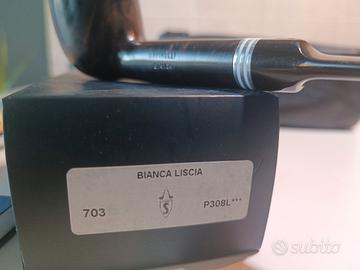 BIANCA LISCIA
703
S
P308L***
subito